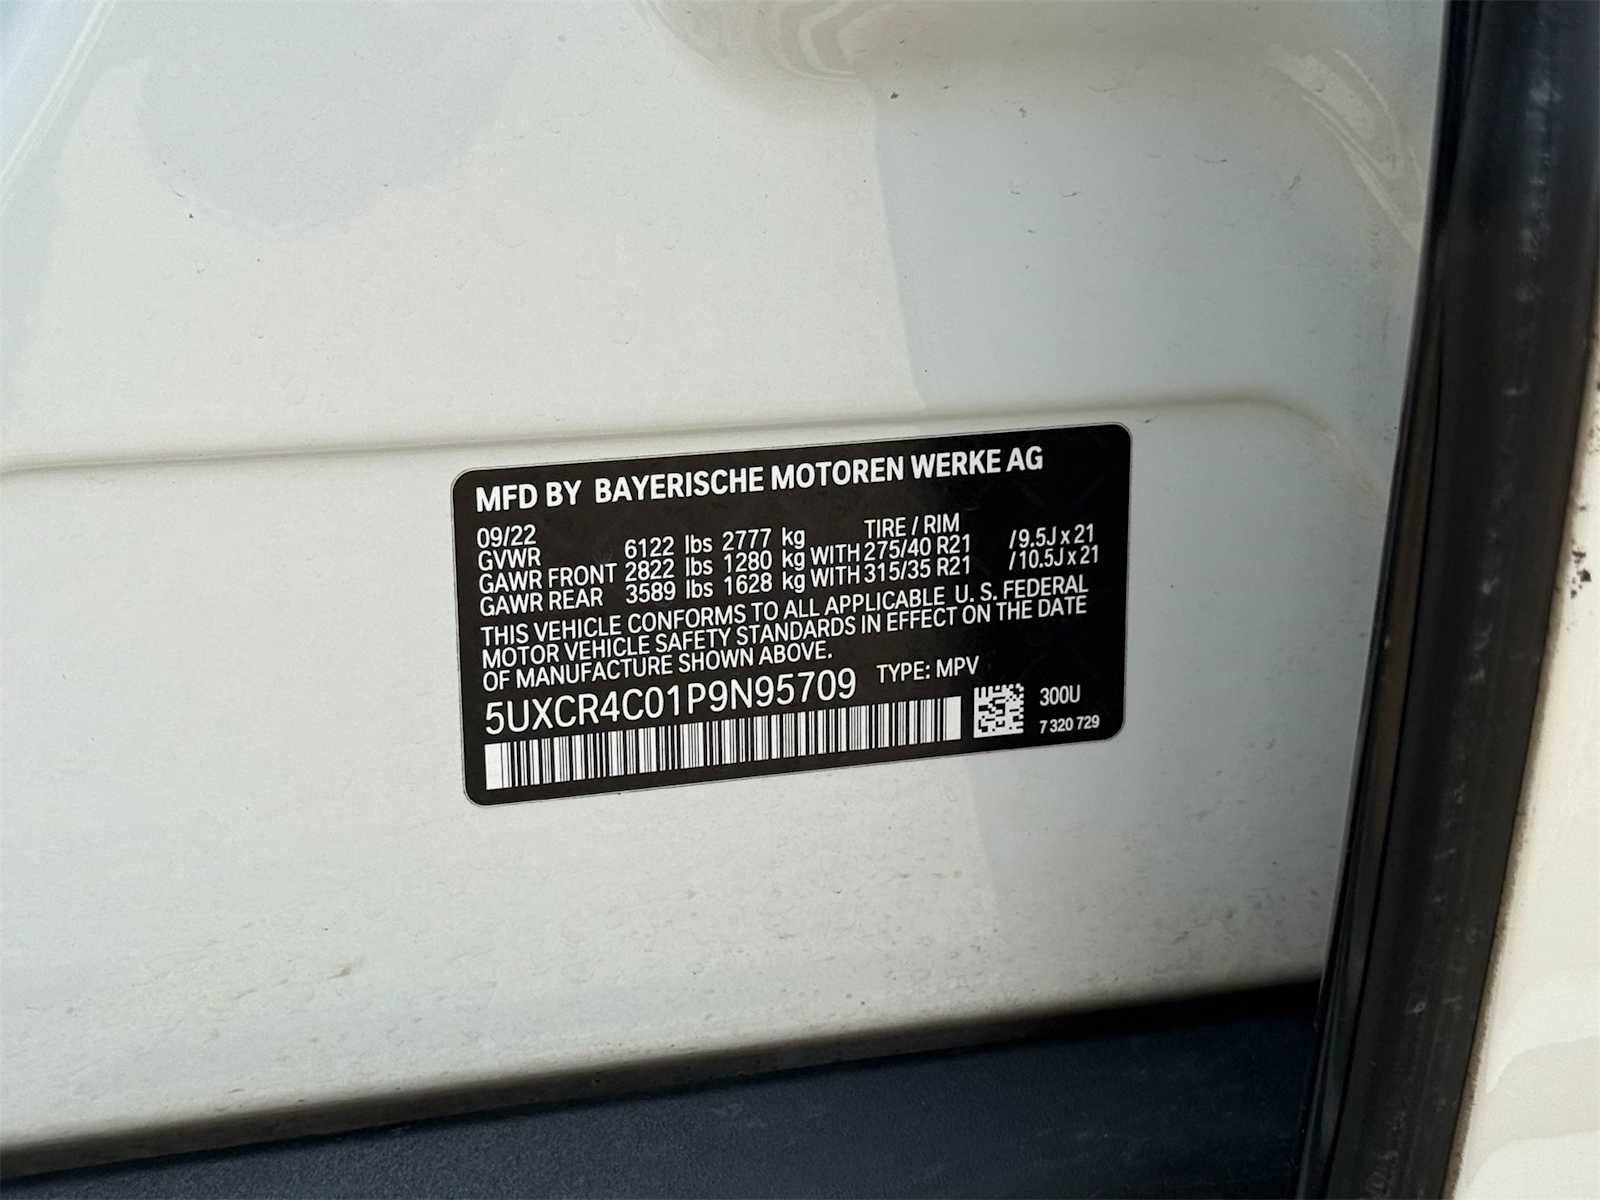 MFD BY BAYERISCHE MOTOREN WERKE AG
09/22 TIRE / RIM
GVWR 6122 lbs 2777 kg
GAWR FRONT 2822 lbs 1280 kg WITH 275/40 R21 /9.5J x 21
GAWR REAR 3589 lbs 1628 kg WITH 315/35 R21 /10.5J x 21
THIS VEHICLE CONFORMS TO ALL APPLICABLE U. S. FEDERAL
MOTOR VEHICLE SAFETY STANDARDS IN EFFECT ON THE DATE
OF MANUFACTURE SHOWN ABOVE.
5UXCR4C01P9N95709 TYPE: MPV
300U
7 320 729